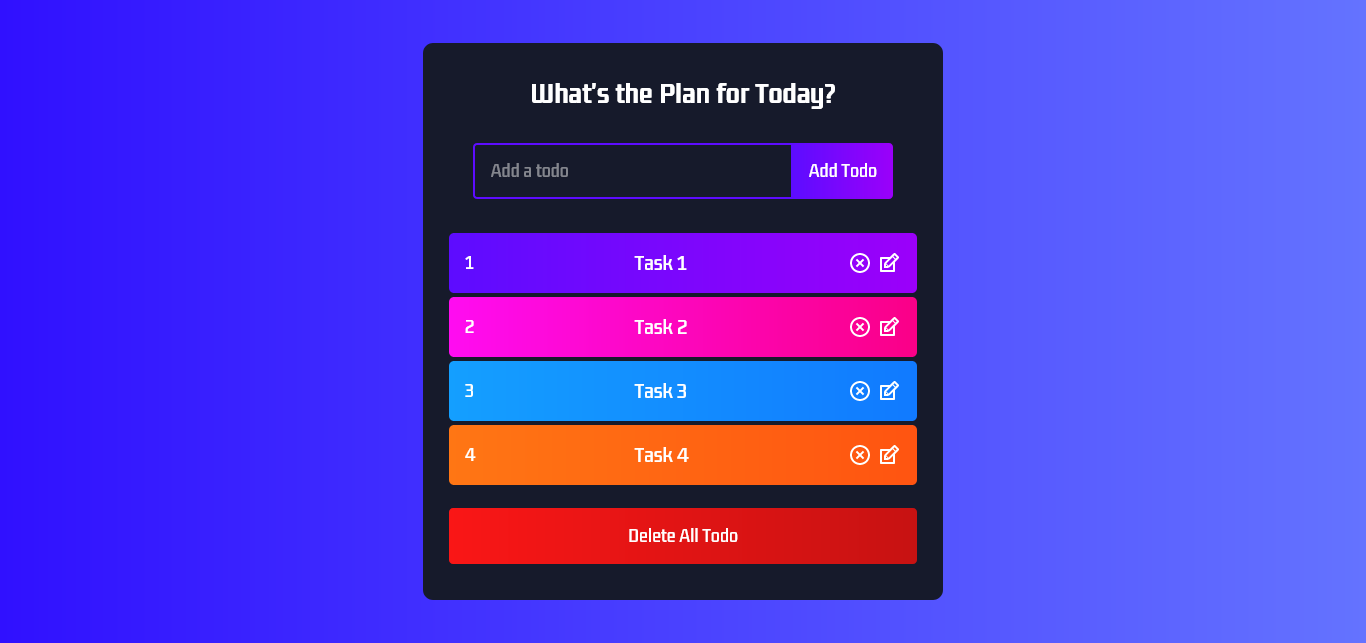 What's the Plan for Today?
Add a todo
Add Todo
1 Task 1
2 Task 2
3 Task 3
4 Task 4
Delete All Todo